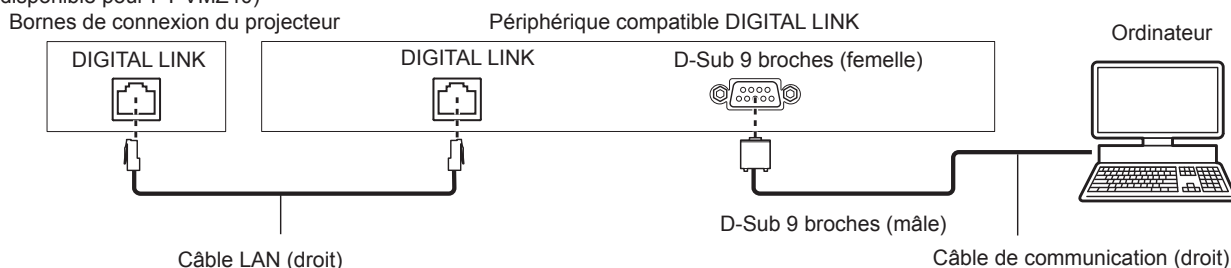 Bornes de connexion du projecteur
Périphérique compatible DIGITAL LINK
Ordinateur
DIGITAL LINK
DIGITAL LINK
D-Sub 9 broches (femelle)
D-Sub 9 broches (mâle)
Câble LAN (droit)
Câble de communication (droit)